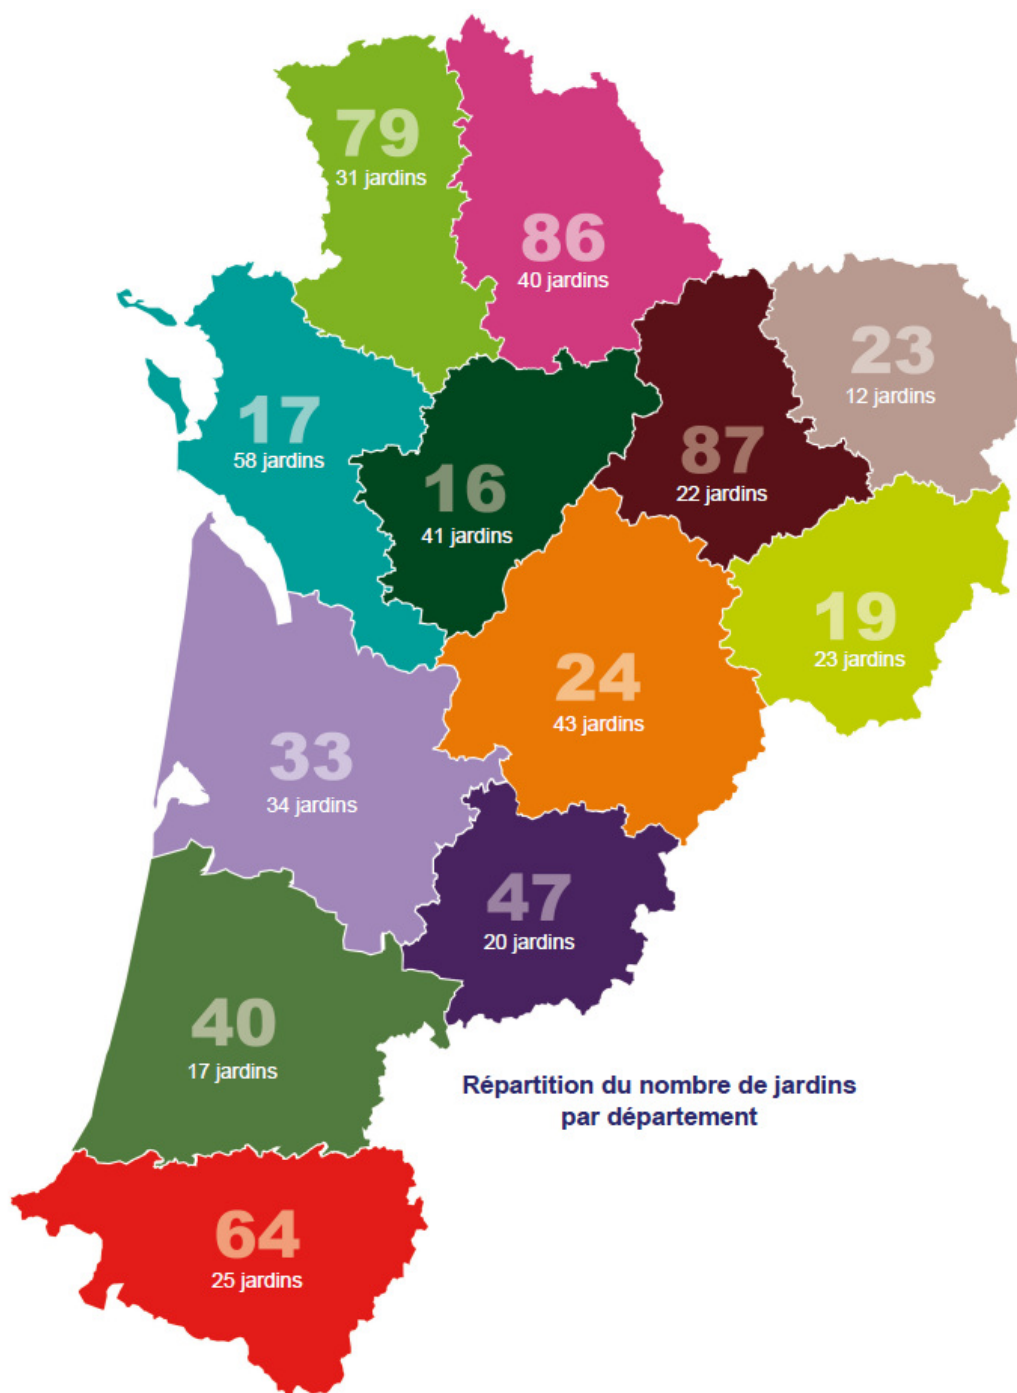 79
31 jardins
86
40 jardins
23
12 jardins
17
58 jardins
87
22 jardins
16
41 jardins
19
23 jardins
24
43 jardins
33
34 jardins
47
20 jardins
40
17 jardins
Répartition du nombre de jardins
par département
64
25 jardins